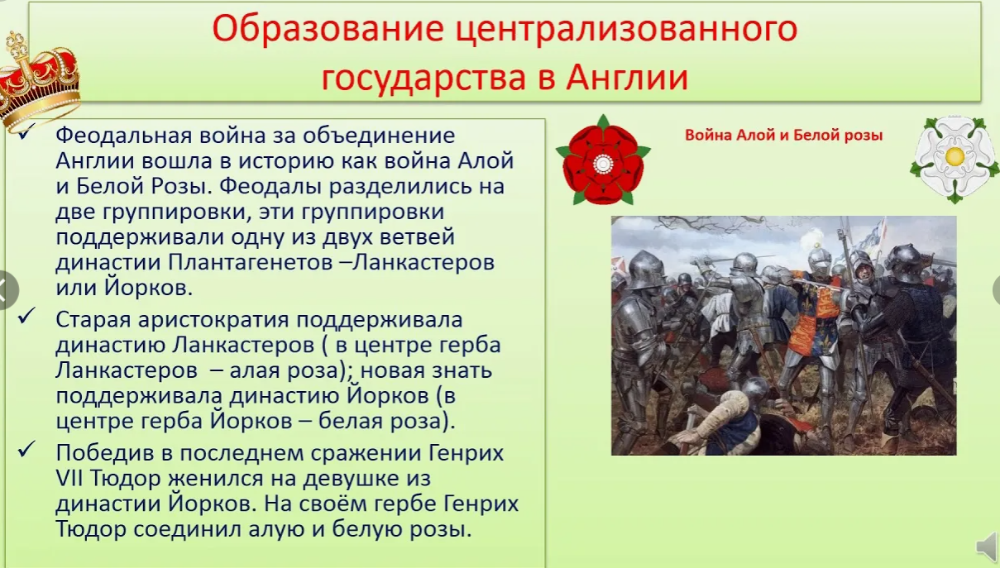 Образование централизованного
государства в Англии
Феодальная война за объединение
Англии вошла в историю как война Алой
и Белой Розы. Феодалы разделились на
две группировки, эти группировки
поддерживали одну из двух ветвей
династии Плантагенетов –Ланкастеров
или Йорков.
Старая аристократия поддерживала
династию Ланкастеров ( в центре герба
Ланкастеров – алая роза); новая знать
поддерживала династию Йорков (в
центре герба Йорков – белая роза).
Победив в последнем сражении Генрих
VII Тюдор женился на девушке из
династии Йорков. На своём гербе Генрих
Тюдор соединил алую и белую розы.
Война Алой и Белой розы